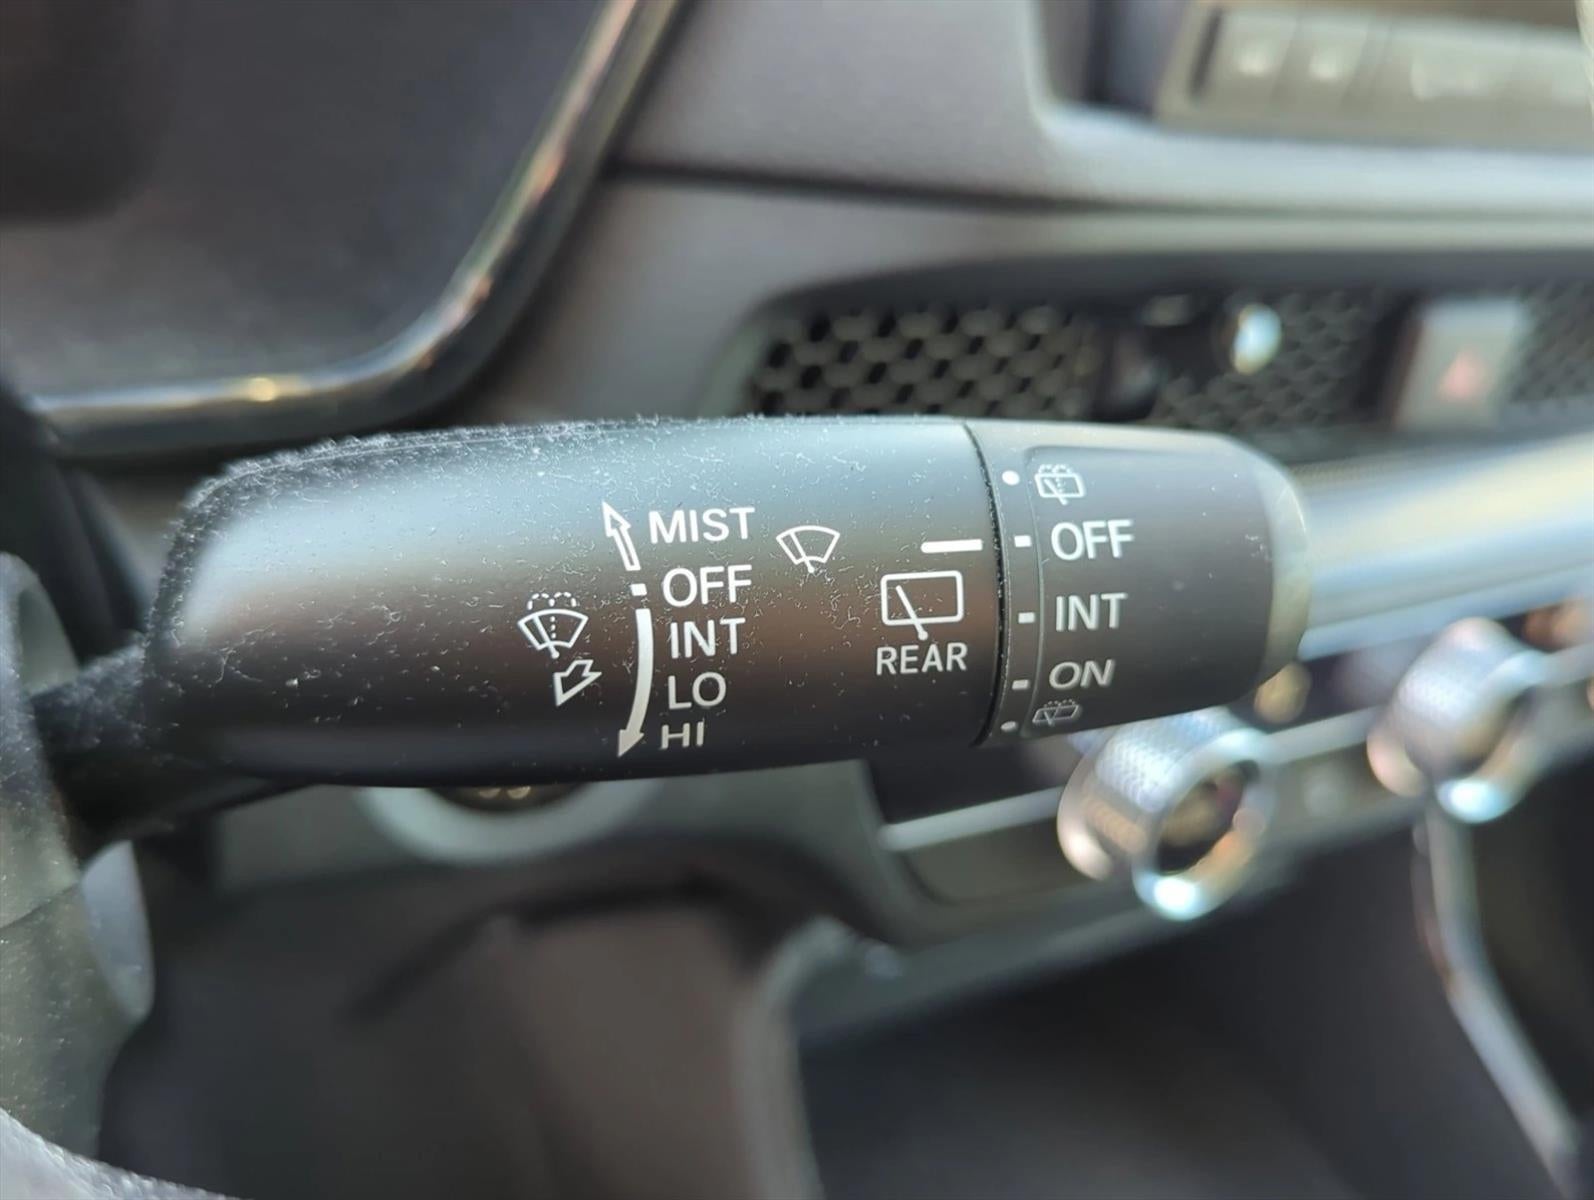 MIST
OFF
INT
LO
HI
REAR
OFF
INT
ON